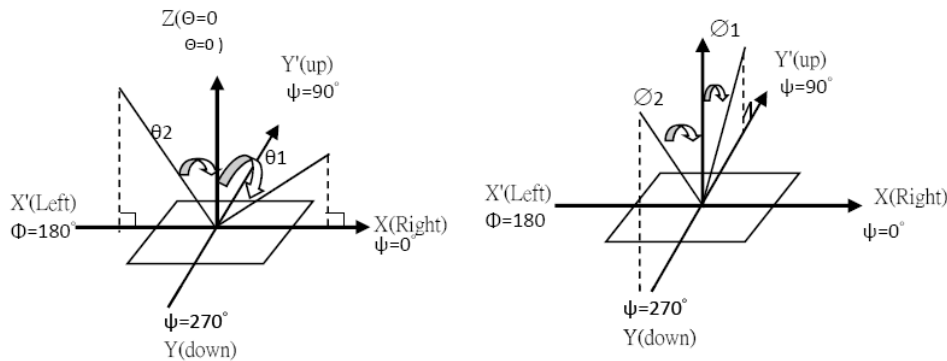 Z(Θ=0
Θ=0 )
Y'(up)
ψ=90°
θ2
θ1
X'(Left)
Φ=180°
X(Right)
ψ=0°
ψ=270°
Y(down)
∅1
Y'(up)
ψ=90°
∅2
X'(Left)
Φ=180
X(Right)
ψ=0°
ψ=270°
Y(down)